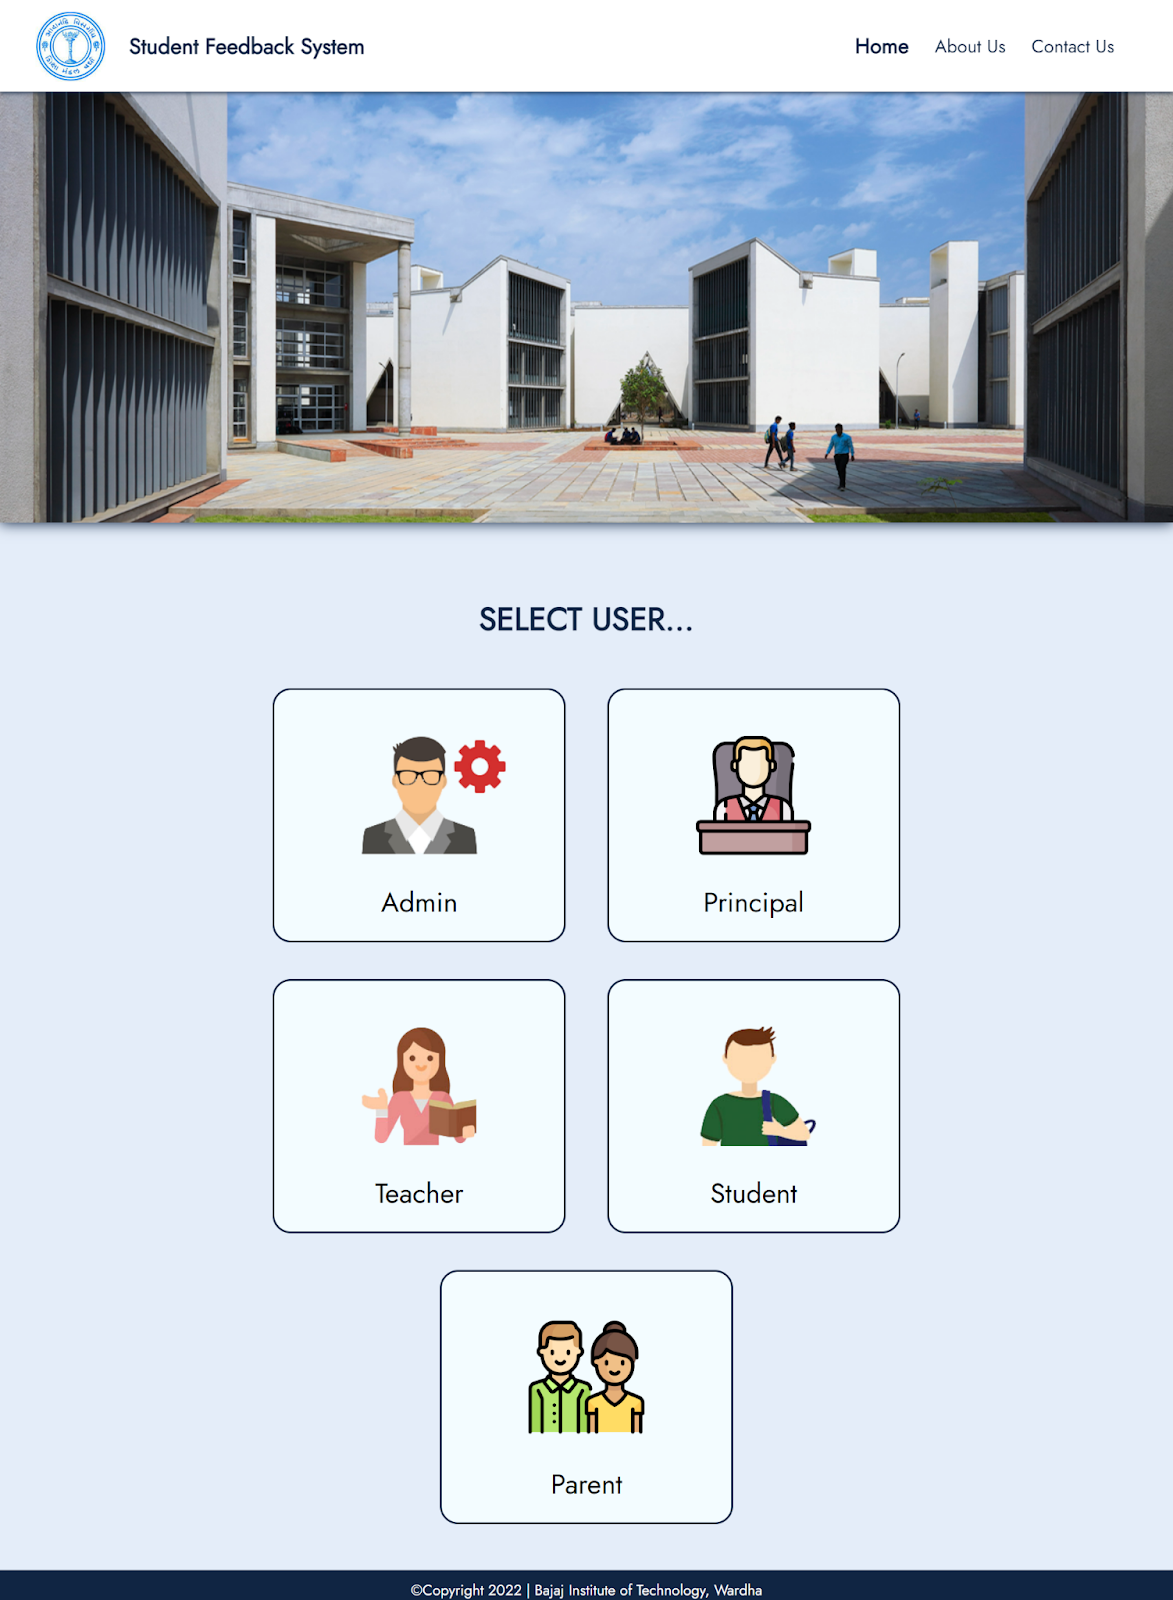 Student Feedback System
Home About Us Contact Us
SELECT USER...
Admin Principal
Teacher Student
Parent
©Copyright 2022 | Bajaj Institute of Technology, Wardha